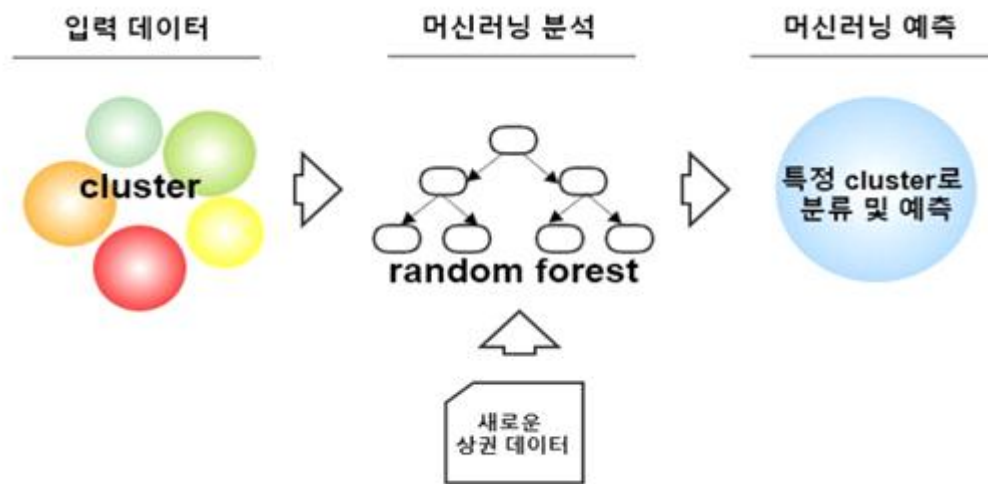 입력 데이터
머신러닝 분석
머신러닝 예측
cluster
random forest
특정 cluster로
분류 및 예측
새로운
상권 데이터